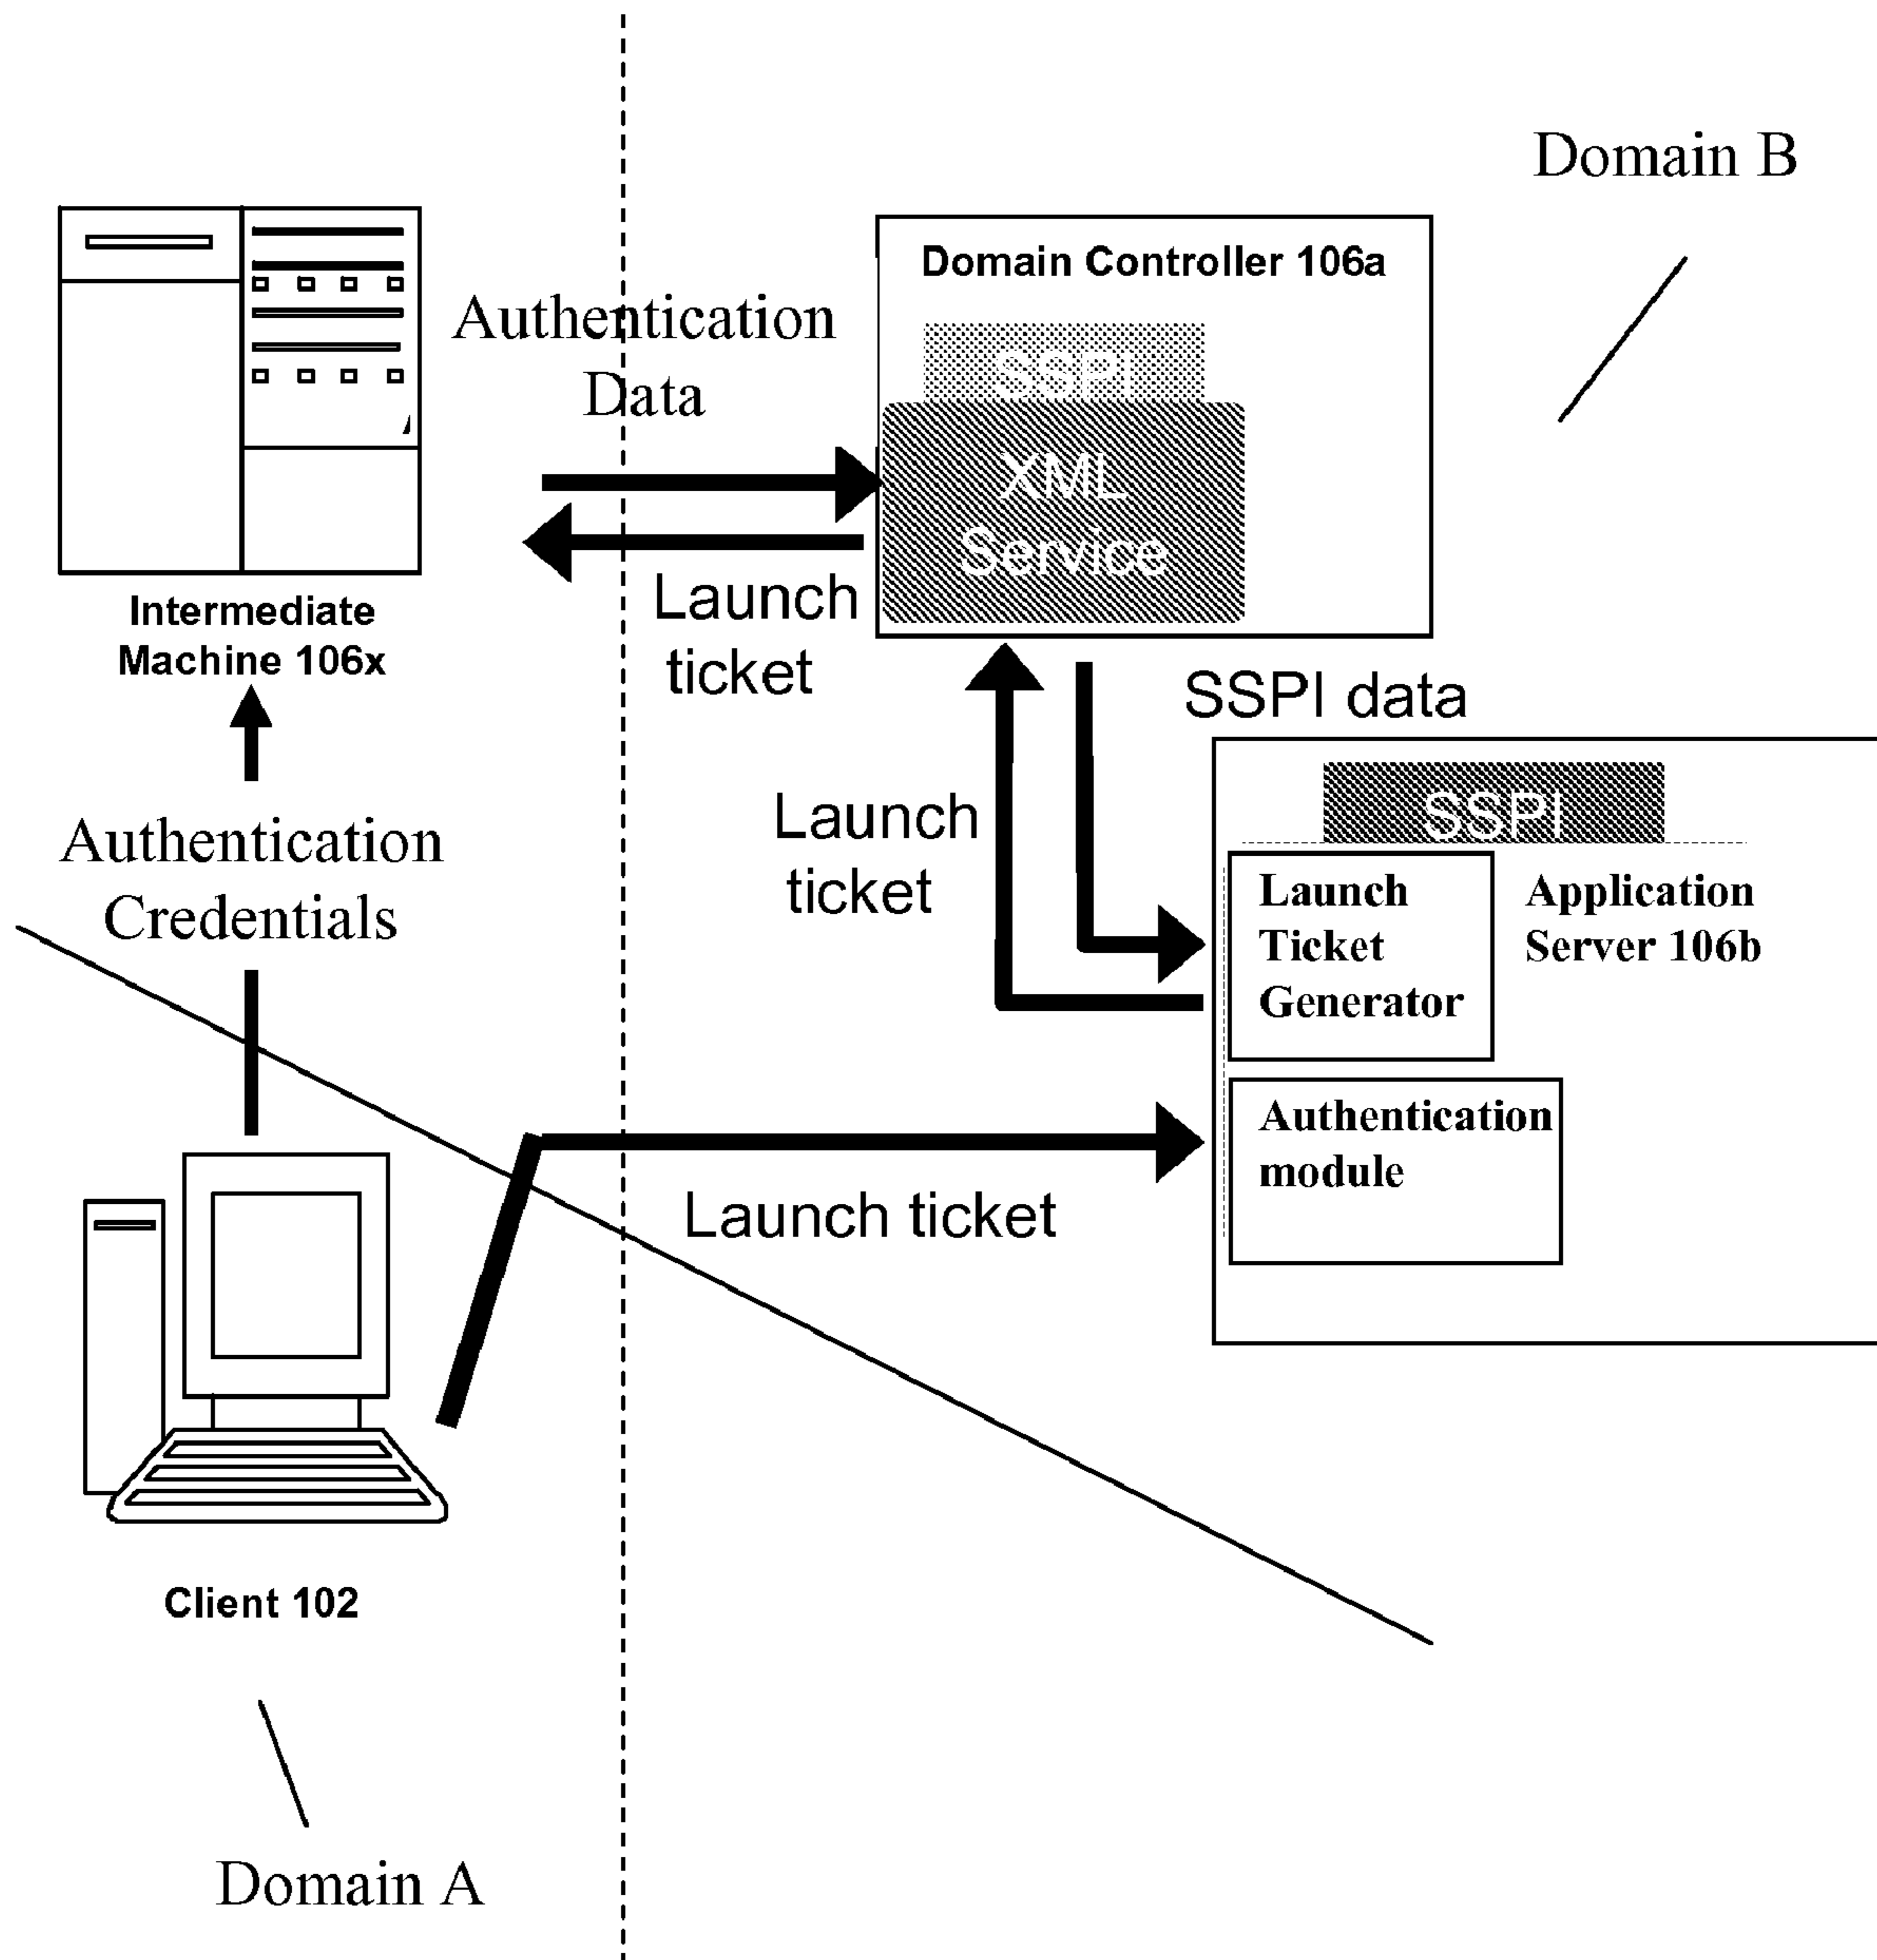 Domain B
Domain Controller 106a
SSPI
XML
Service
Authentication
Data
Launch
ticket
Intermediate
Machine 106x
SSPI data
Launch
ticket
SSPI
Launch
Ticket
Generator
Application
Server 106b
Authentication
Credentials
Authentication
module
Launch ticket
Client 102
Domain A